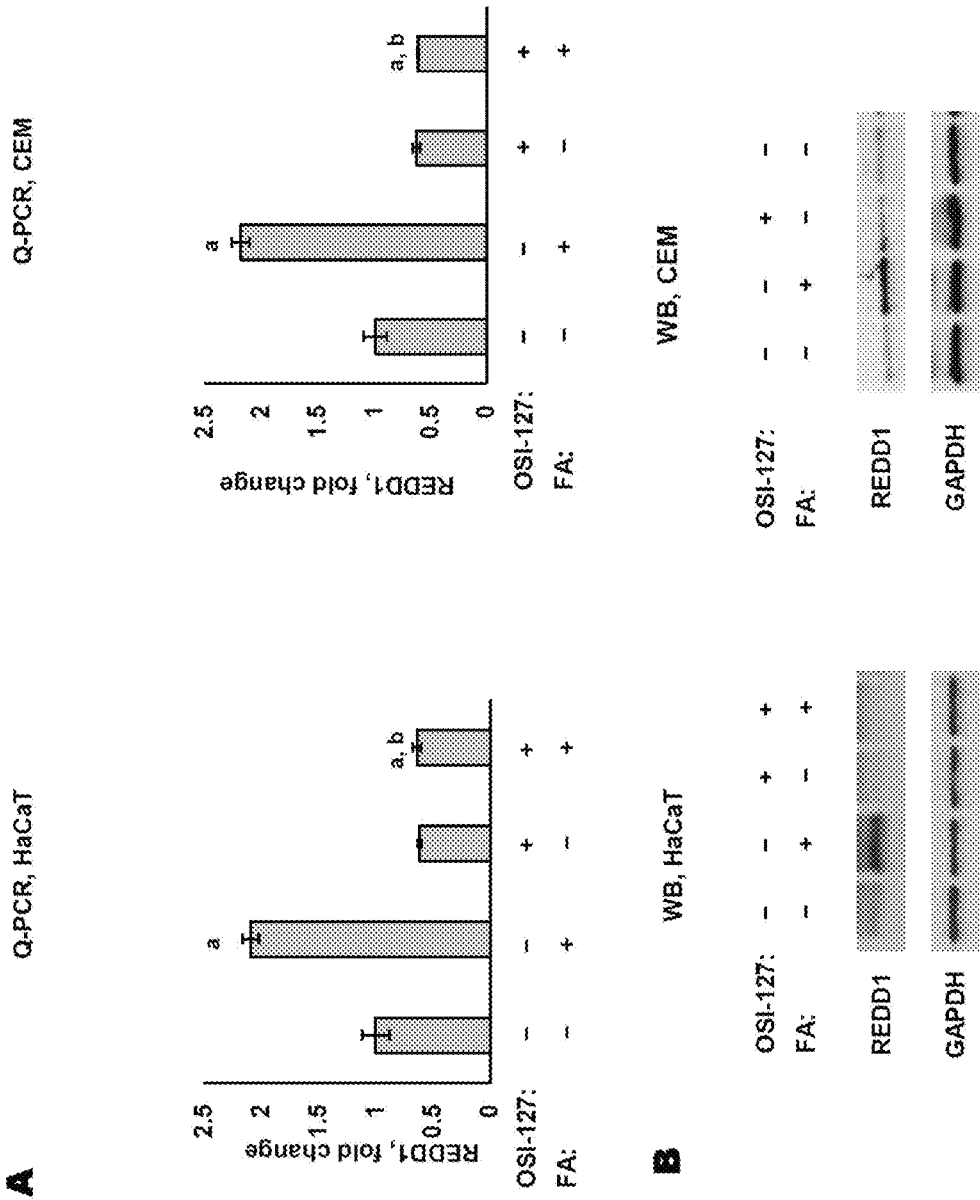 A
Q-PCR, HaCaT
REDD1, fold change
2.5
2
1.5
1
0.5
0
a
a, b
OSI-127: − − + +
FA: − + − +
Q-PCR, CEM
REDD1, fold change
2.5
2
1.5
1
0.5
0
a
a, b
OSI-127: − − + +
FA: − + − +
B
WB, HaCaT
OSI-127: − − + +
FA: − + − +
REDD1
GAPDH
WB, CEM
OSI-127: − − + −
FA: − + − −
REDD1
GAPDH